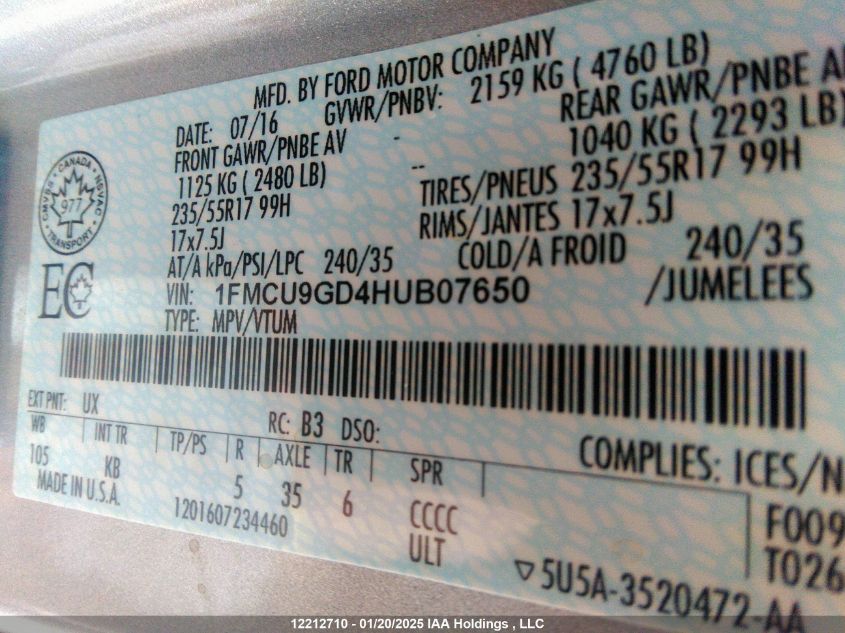 MFD. BY FORD MOTOR COMPANY
DATE: 07/16 GVWR/PNBV: 2159 KG ( 4760 LB)
FRONT GAWR/PNBE AV - REAR GAWR/PNBE
1125 KG ( 2480 LB) -- 1040 KG ( 2293 LB)
235/55R17 99H TIRES/PNEUS 235/55R17 99H
17x7.5J RIMS/JANTES 17x7.5J
AT/A kPa/PSI/LPC 240/35 COLD/A FROID 240/35
VIN: 1FMCU9GD4HUB07650 /JUMELEES
TYPE: MPV/VTUM
CANADA
CMVSS NSVAC
977
TRANSPORT
EC
EXT PNT: UX RC: B3 DSO:
WB INT TR TP/PS R AXLE TR SPR COMPLIES: ICES/N
105 KB 5 35 6 CCCC F009
MADE IN U.S.A. 1201607234460 ULT T026
▽5U5A-3520472-AA
12212710 - 01/20/2025 IAA Holdings , LLC